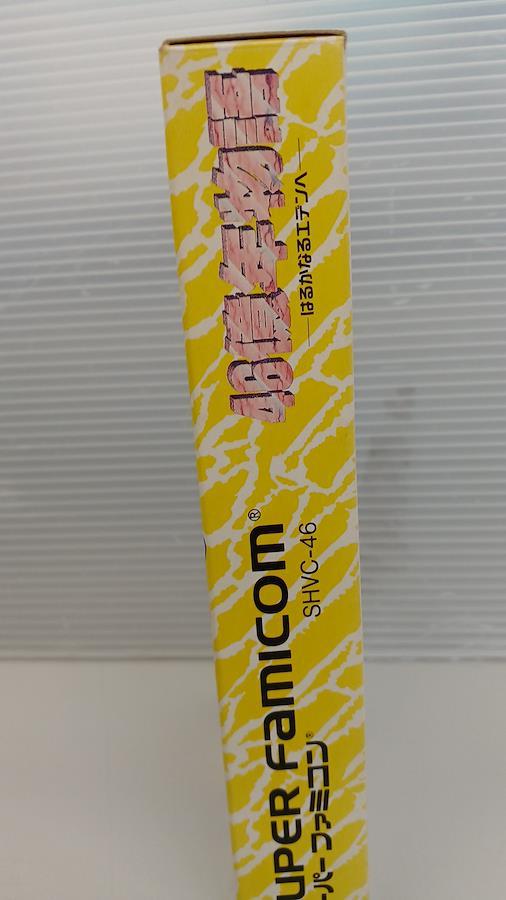 46億年物語
はるかなるエデンへ
UPER FAMICOM®
SHVC-46
ーパーファミコン®